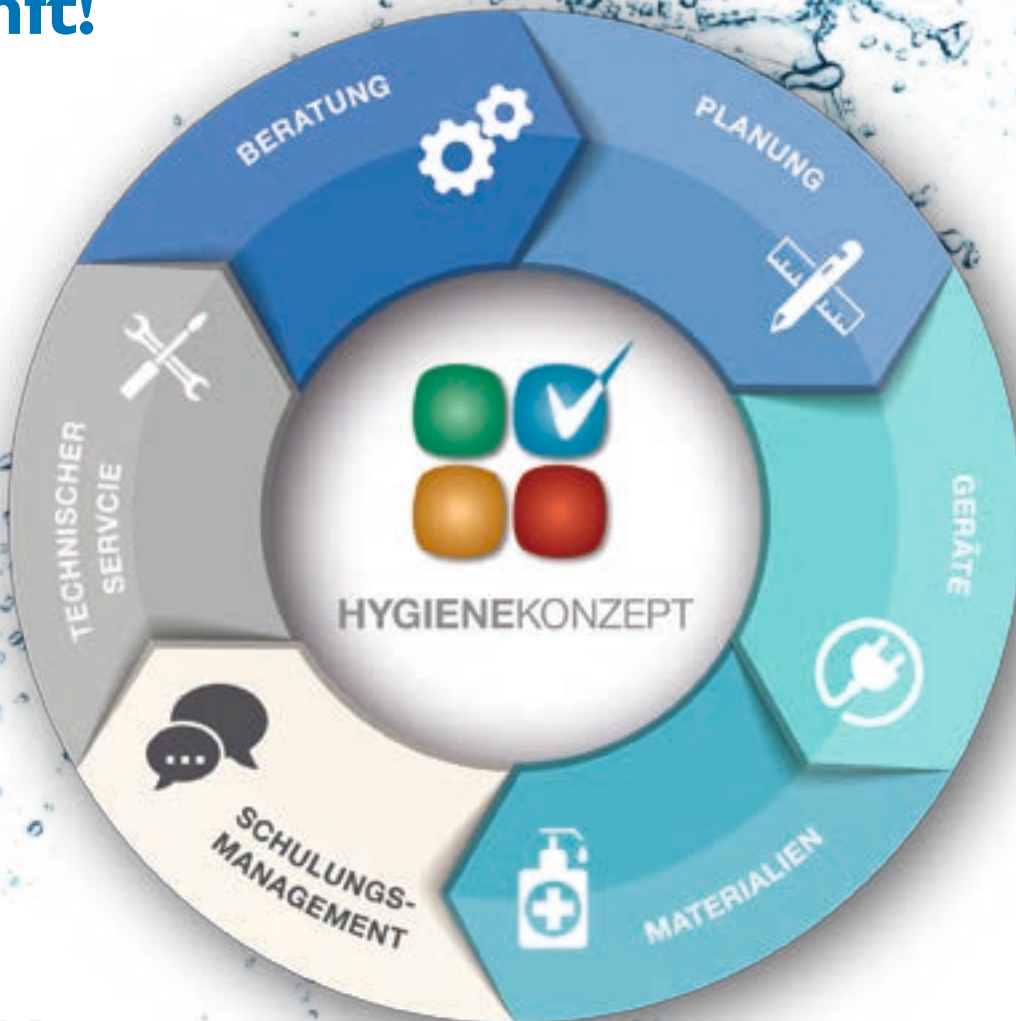 nft!
BERATUNG
PLANUNG
GERÄTE
MATERIALIEN
SCHULUNGS-
MANAGEMENT
TECHNISCHER
SERVCIE
HYGIENEKONZEPT